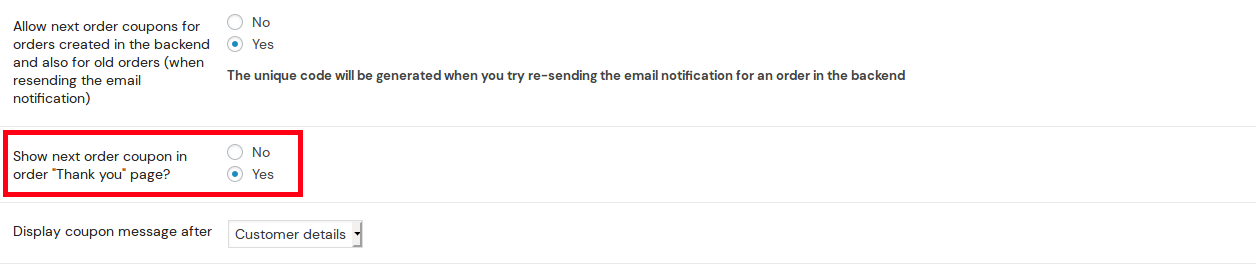 Allow next order coupons for
orders created in the backend
and also for old orders (when
resending the email
notification)
No
Yes
The unique code will be generated when you try re-sending the email notification for an order in the backend
Show next order coupon in
order "Thank you" page?
No
Yes
Display coupon message after
Customer details